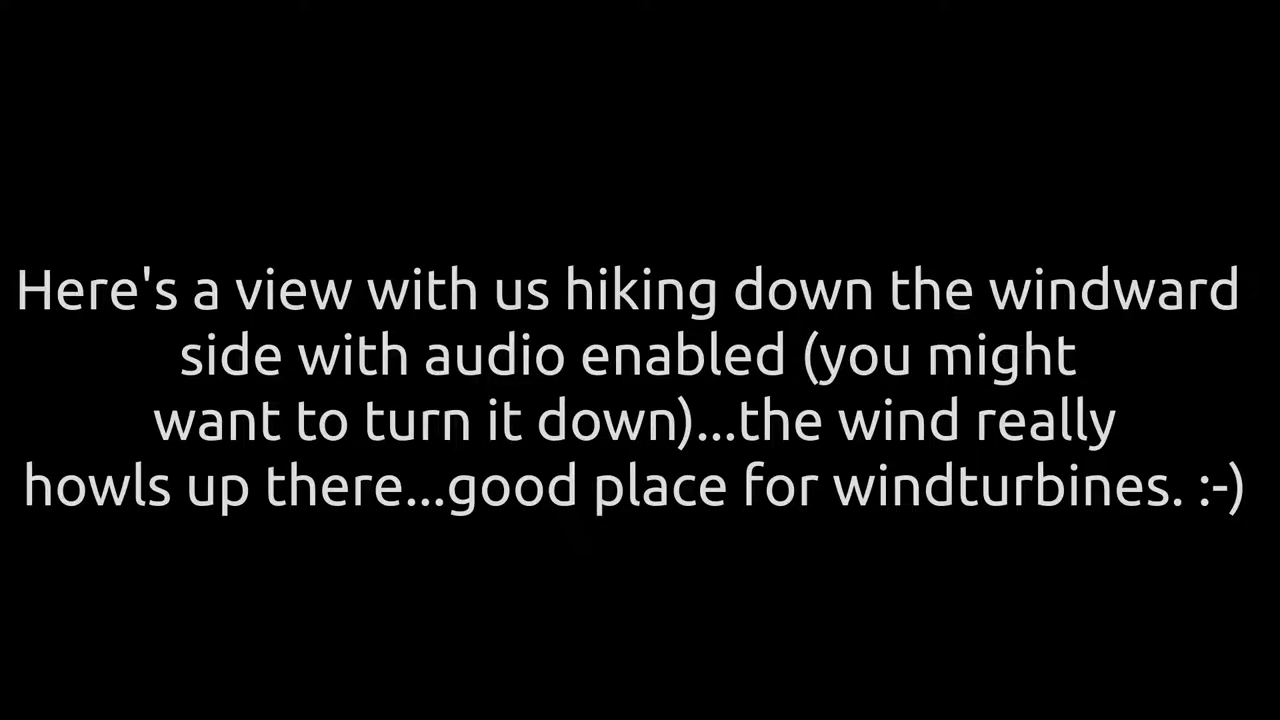 Here's a view with us hiking down the windward
side with audio enabled (you might
want to turn it down)...the wind really
howls up there...good place for windturbines. :-)